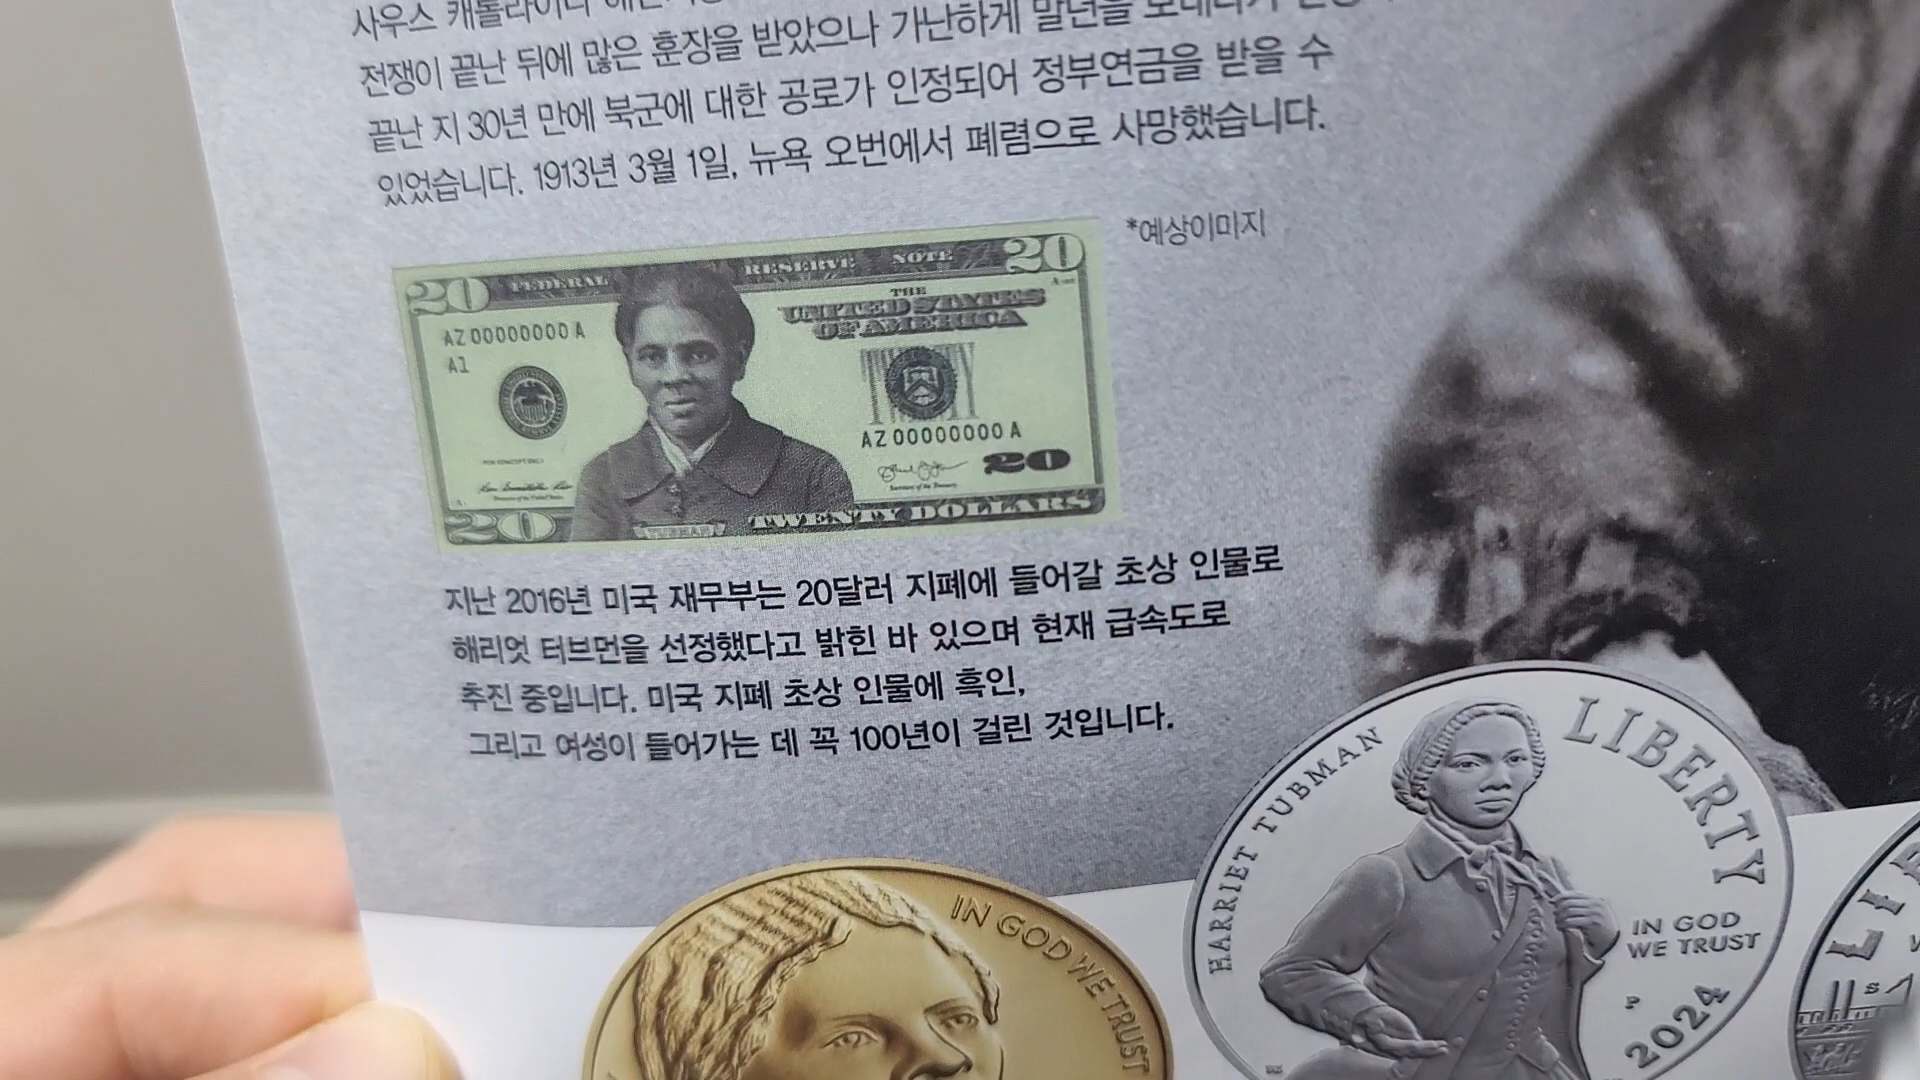 사우스 캐롤라이나
전쟁이 끝난 뒤에 많은 훈장을 받았으나 가난하게 말년을
끝난 지 30년 만에 북군에 대한 공로가 인정되어 정부연금을 받을 수
있었습니다. 1913년 3월 1일, 뉴욕 오번에서 폐렴으로 사망했습니다.
*예상이미지
20 FEDERAL RESERVE NOTE 20
THE
UNITED STATES
OF AMERICA
AZ 00000000 A
A1
AZ 00000000 A
20
20 TUBMAN TWENTY DOLLARS
지난 2016년 미국 재무부는 20달러 지폐에 들어갈 초상 인물로
해리엇 터브먼을 선정했다고 밝힌 바 있으며 현재 급속도로
추진 중입니다. 미국 지폐 초상 인물에 흑인,
그리고 여성이 들어가는 데 꼭 100년이 걸린 것입니다.
IN GOD WE TRUST
HARRIET TUBMAN
LIBERTY
IN GOD
WE TRUST
P
2024